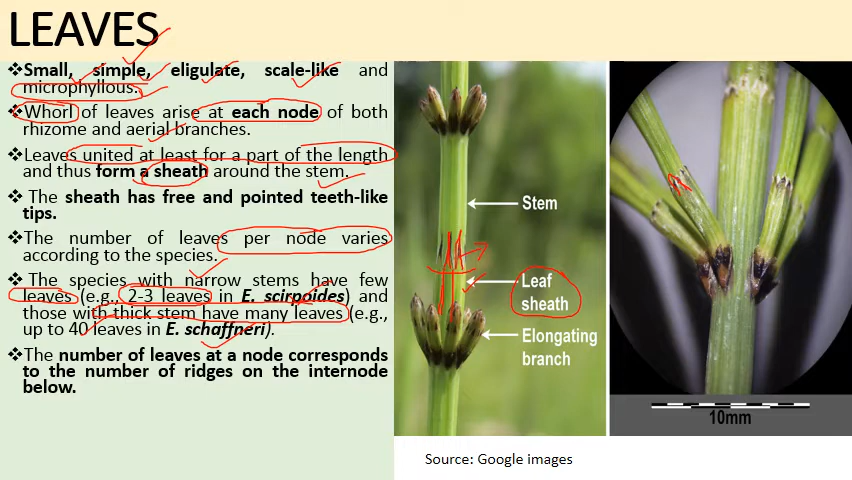 LEAVES
❖Small, simple, eligulate, scale-like and
microphyllous.
❖Whorl of leaves arise at each node of both
rhizome and aerial branches.
❖Leaves united at least for a part of the length
and thus form a sheath around the stem.
❖ The sheath has free and pointed teeth-like
tips.
❖The number of leaves per node varies
according to the species.
❖ The species with narrow stems have few
leaves (e.g., 2-3 leaves in E. scirpoides) and
those with thick stem have many leaves (e.g.,
up to 40 leaves in E. schaffneri).
❖The number of leaves at a node corresponds
to the number of ridges on the internode
below.
Stem
Leaf
sheath
Elongating
branch
10mm
Source: Google images